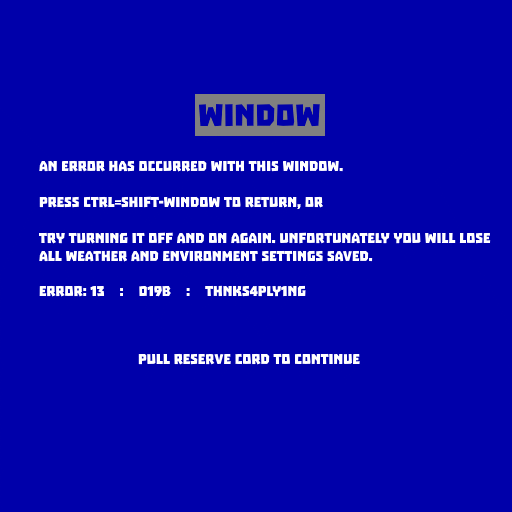 WINDOW
AN ERROR HAS OCCURRED WITH THIS WINDOW.
PRESS CTRL=SHIFT-WINDOW TO RETURN, OR
TRY TURNING IT OFF AND ON AGAIN. UNFORTUNATELY YOU WILL LOSE
ALL WEATHER AND ENVIRONMENT SETTINGS SAVED.
ERROR: 13 : 019B : THNKS4PLY1NG
PULL RESERVE CORD TO CONTINUE